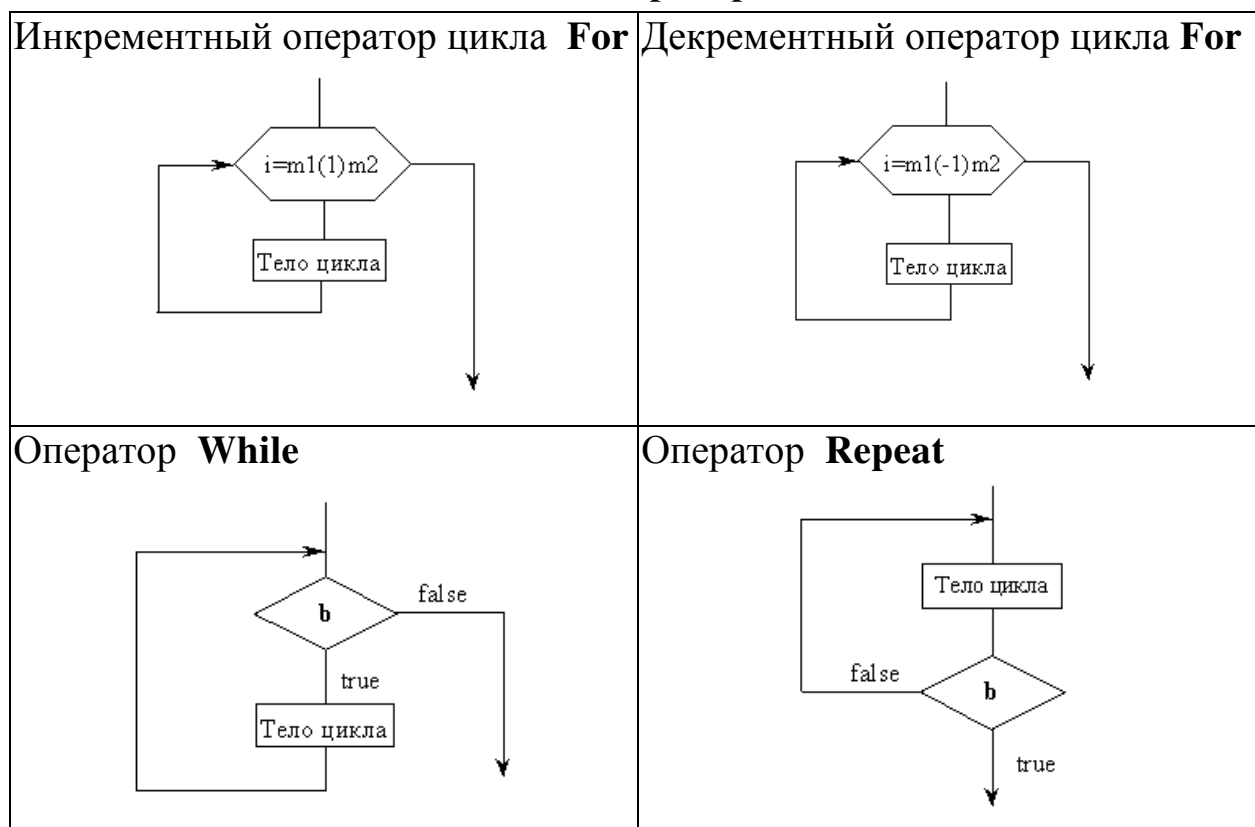 Инкрементный оператор цикла For
i=m1(1)m2
Тело цикла
Декрементный оператор цикла For
i=m1(-1)m2
Тело цикла
Оператор While
b
false
true
Тело цикла
Оператор Repeat
Тело цикла
false
b
true